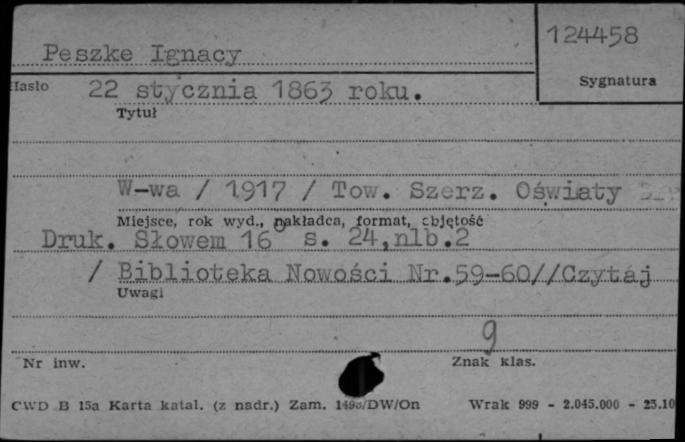 124458
Peszke Ignacy
Sygnatura
Hasło 22 stycznia 1863 roku.
Tytuł
W-wa / 1917 / Tow. Szerz. Oświaty
Miejsce, rok wyd., nakładca, format, objętość
Druk. Słowem 16° s. 24,nlb.2
/ Biblioteka Nowości Nr.59-60//Czytaj
Uwagi
9
Nr inw. Znak klas.
CWD B 15a Karta katal. (z nadr.) Zam. /DW/On Wrak 999 - 2.045.000 - 25.10